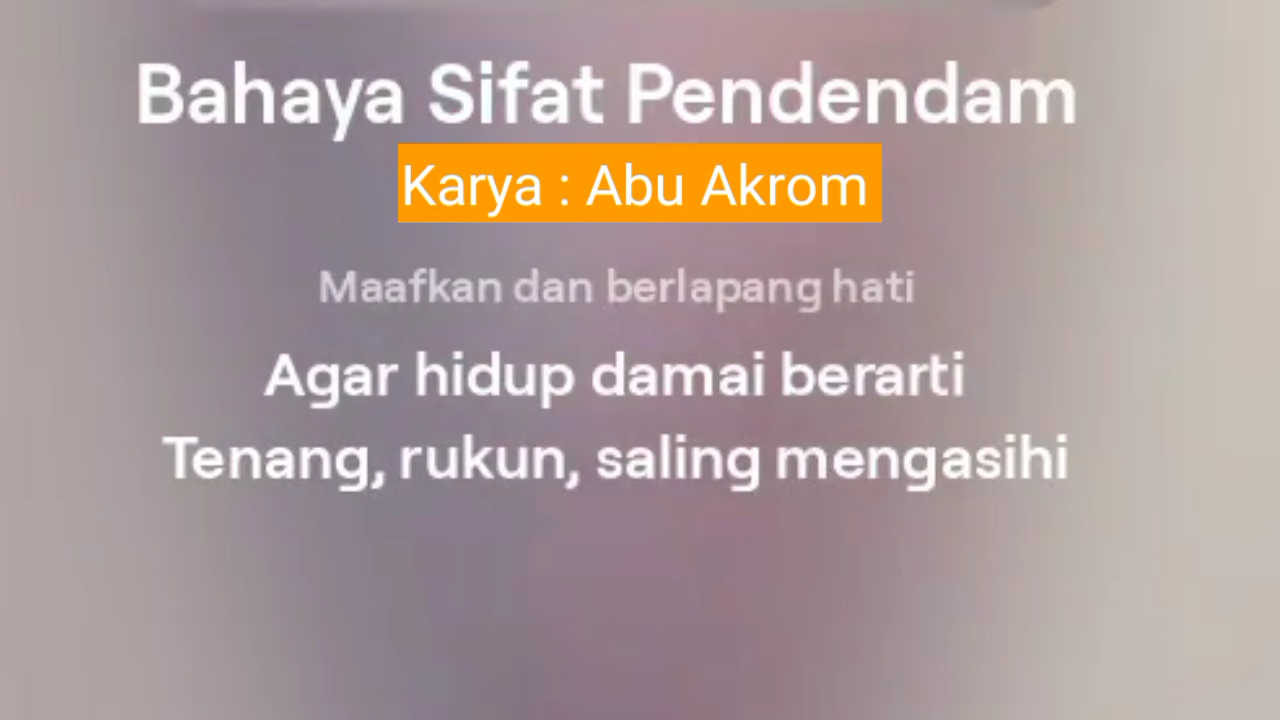 Bahaya Sifat Pendendam
Karya : Abu Akrom
Maafkan dan berlapang hati
Agar hidup damai berarti
Tenang, rukun, saling mengasihi